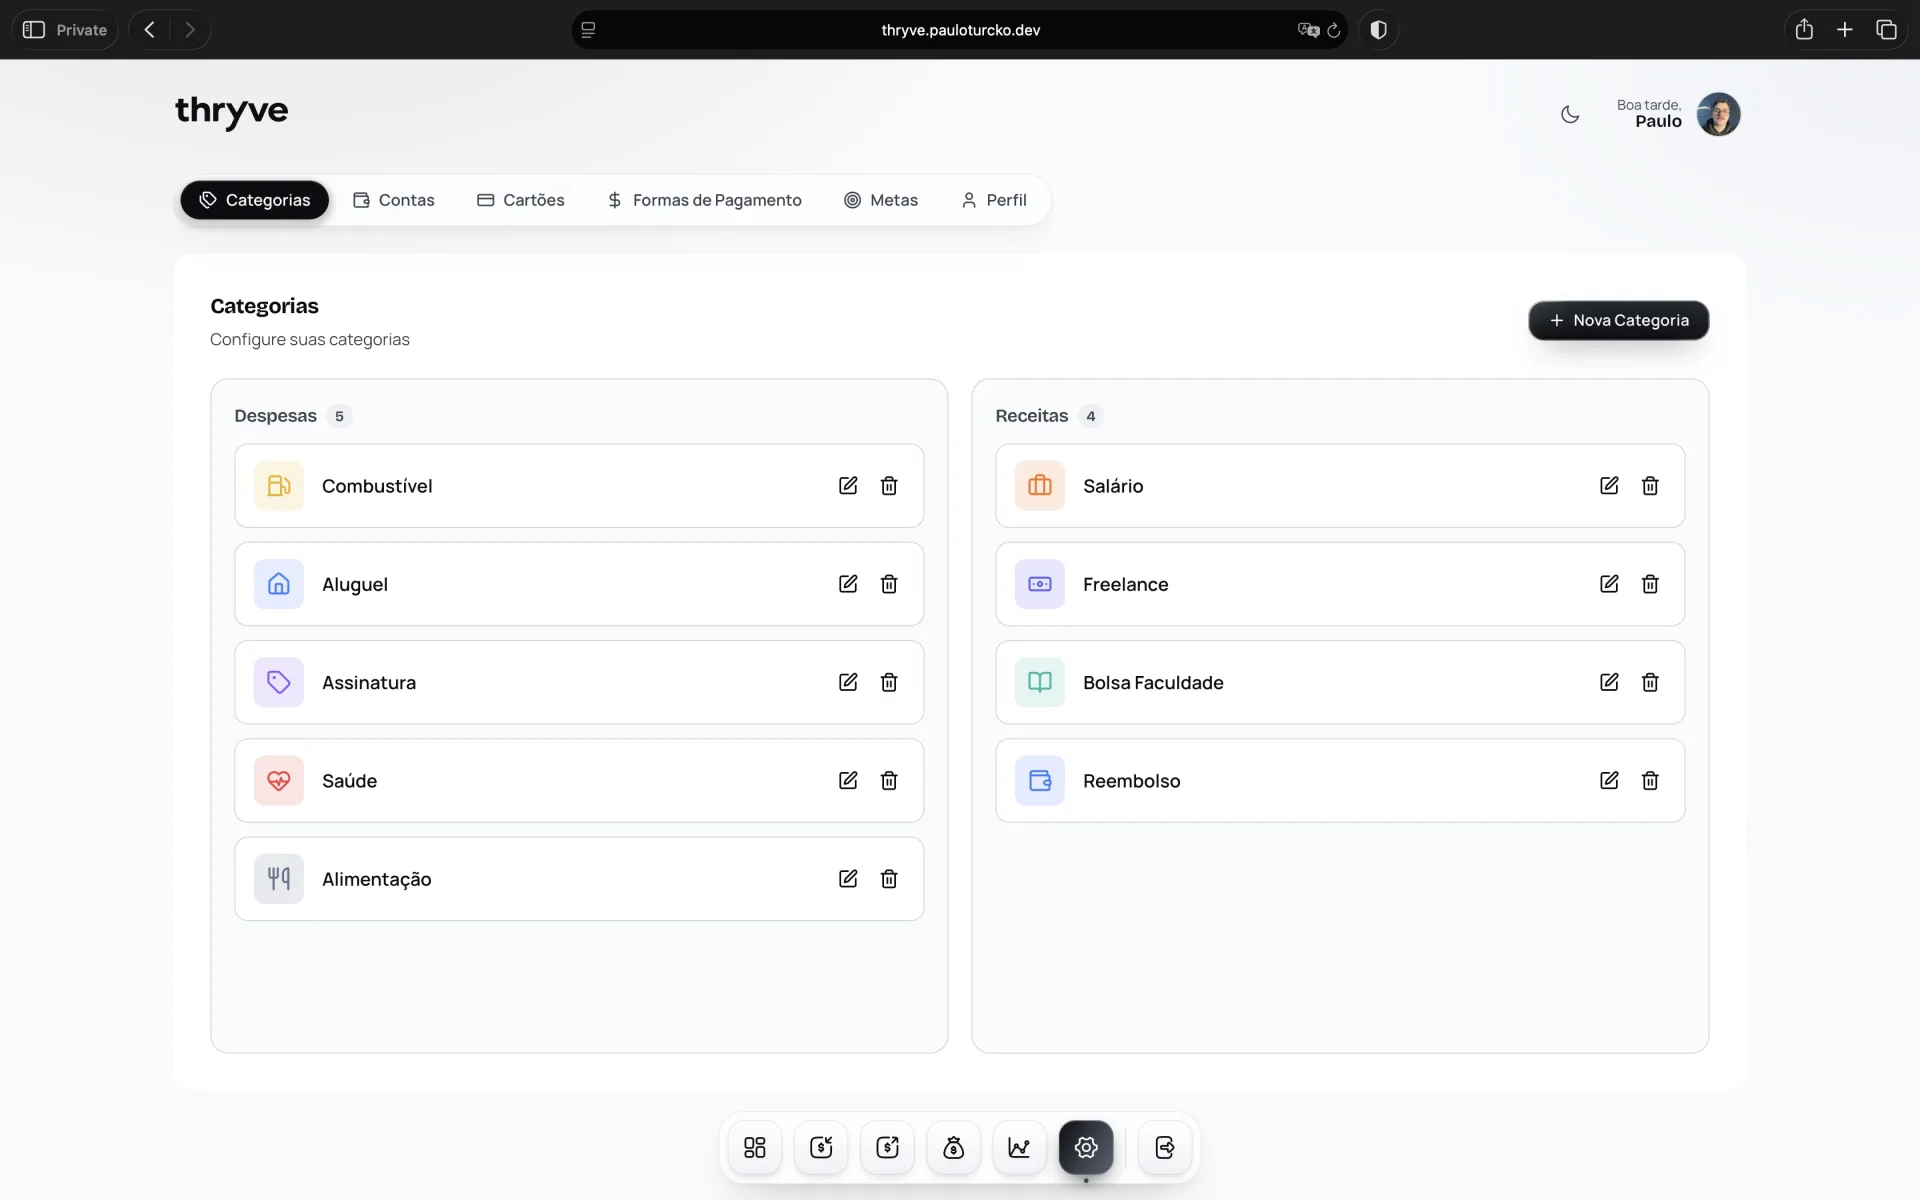 Private
thryve.pauloturcko.dev
thryve
Boa tarde,
Paulo
Categorias
Contas
Cartões
Formas de Pagamento
Metas
Perfil
Categorias
Configure suas categorias
+ Nova Categoria
Despesas 5
Combustível
Aluguel
Assinatura
Saúde
Alimentação
Receitas 4
Salário
Freelance
Bolsa Faculdade
Reembolso